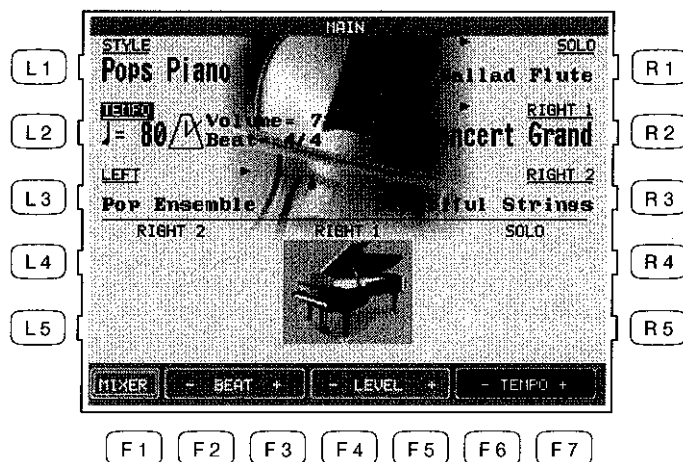 MAIN
STYLE SOLO
L1 Pops Piano Ballad Flute R1
TEMPO Volume= 7 RIGHT 1
L2 ♩= 80 Beat= 4/4 ncert Grand R2
LEFT RIGHT 2
L3 Pop Ensemble iful Strings R3
RIGHT 2 RIGHT 1 SOLO
L4 R4
L5 R5
MIXER - BEAT + - LEVEL + - TEMPO +
F1 F2 F3 F4 F5 F6 F7